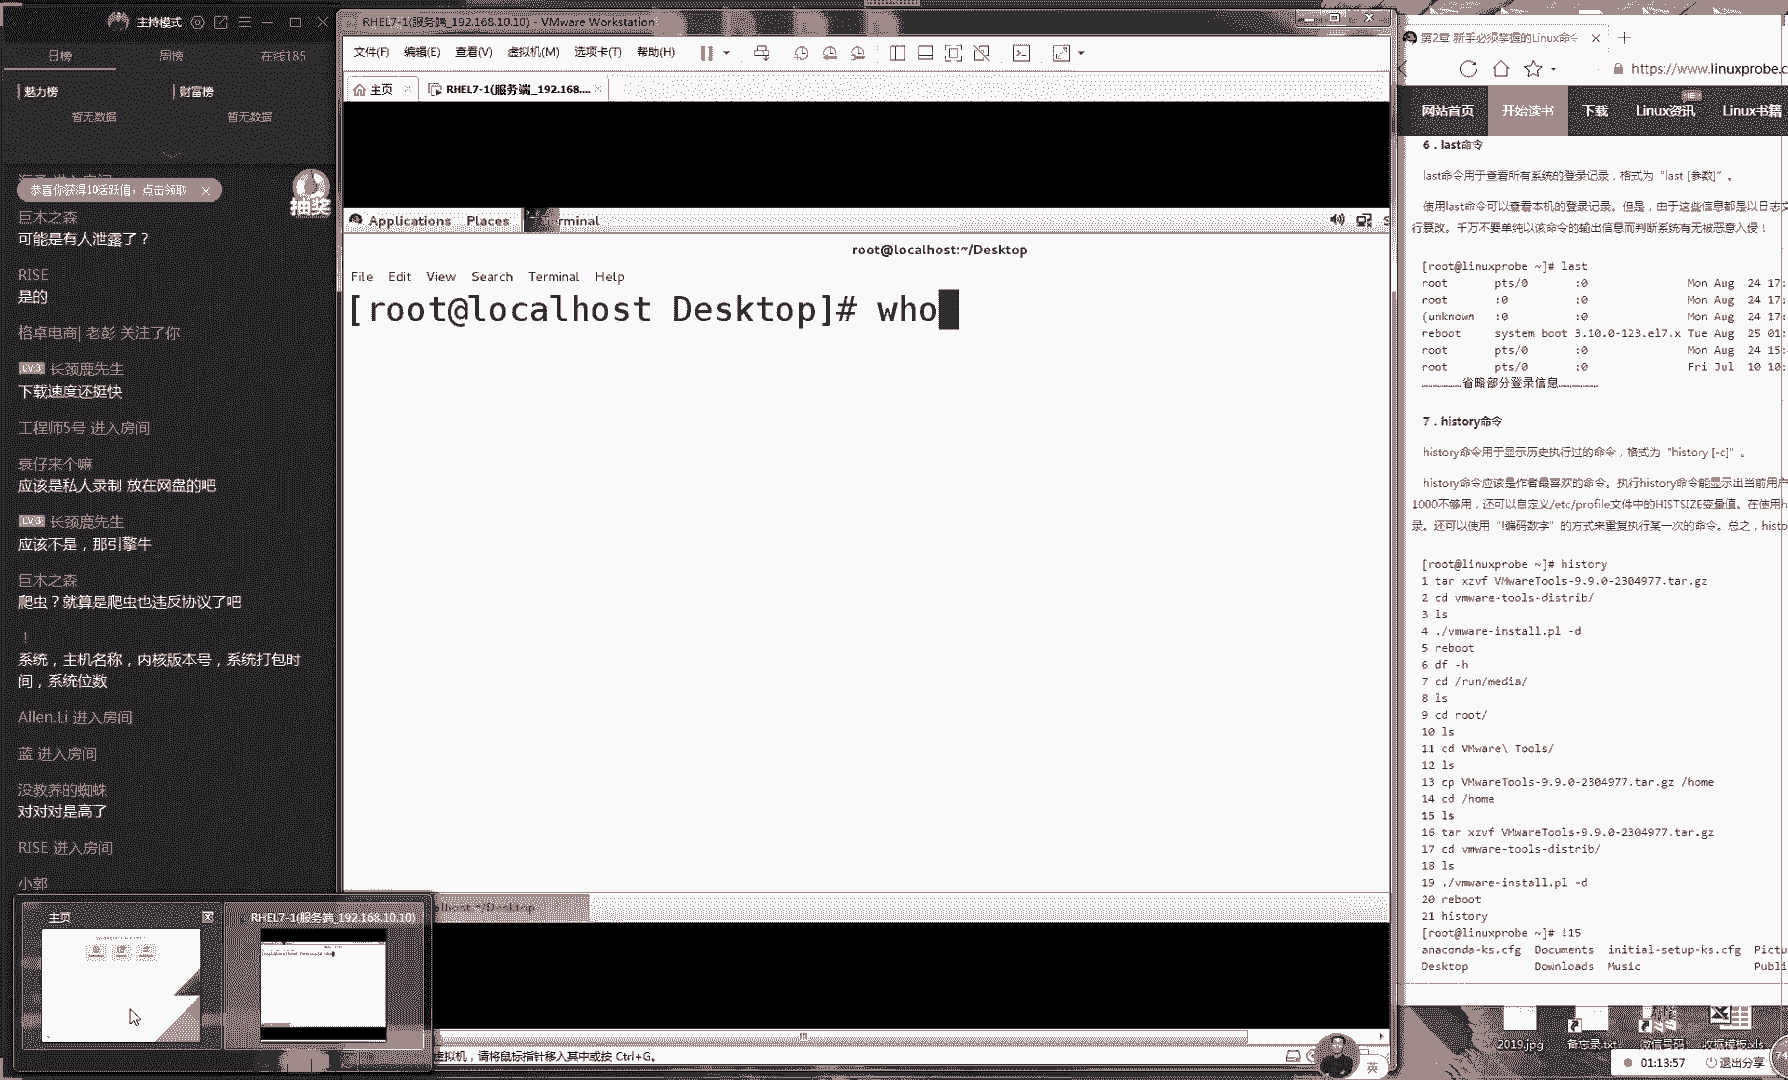 主持模式
日榜
周榜
在线185
魅力榜
财富榜
暂无数据
暂无数据
恭喜你获得10活跃值，点击领取
抽奖
巨木之森
可能是有人泄露了？
RISE
是的
格卓电商| 老彭 关注了你
LV.3 长颈鹿先生
下载速度还挺快
工程师5号 进入房间
袁仔来个嘛
应该是私人录制 放在网盘的吧
LV.3 长颈鹿先生
应该不是，那引擎牛
巨木之森
爬虫？就算是爬虫也违反协议了吧
！
系统，主机名称，内核版本号，系统打包时
间，系统位数
Allen.Li 进入房间
蓝 进入房间
没教养的蜘蛛
对对对是高了
RISE 进入房间
小郭
主页
RHEL7-1(服务端_192.168.10.10)
RHEL7-1(服务端_192.168.10.10) - VMware Workstation
文件(F) 编辑(E) 查看(V) 虚拟机(M) 选项卡(T) 帮助(H)
主页
RHEL7-1(服务端_192.168....
Applications Places
root@localhost:~/Desktop
File Edit View Search Terminal Help
[root@localhost Desktop]# who
虚拟机，请将鼠标指针移入其中或按 Ctrl+G。
第2章 新手必须掌握的Linux命令
https://www.linuxprobe.c
网站首页 开始读书 下载 Linux资讯 Linux书籍
6．last命令
last命令用于查看所有系统的登录记录，格式为“last [参数]”。
使用last命令可以查看本机的登录记录。但是，由于这些信息都是以日志文
行篡改。千万不要单纯以该命令的输出信息而判断系统有无被恶意入侵！
[root@linuxprobe ~]# last
root pts/0 :0 Mon Aug 24 17:
root :0 :0 Mon Aug 24 17:
(unknown :0 :0 Mon Aug 24 17:
reboot system boot 3.10.0-123.el7.x Tue Aug 25 01:
root pts/0 :0 Mon Aug 24 15:
root pts/0 :0 Fri Jul 10 10:
………………省略部分登录信息………………
7．history命令
history命令用于显示历史执行过的命令，格式为“history [-c]”。
history命令应该是作者最喜欢的命令。执行history命令能显示出当前用户
1000不够用，还可以自定义/etc/profile文件中的HISTSIZE变量值。在使用h
录。还可以使用“!编码数字”的方式来重复执行某一次的命令。总之，histo
[root@linuxprobe ~]# history
1 tar xzvf VMwareTools-9.9.0-2304977.tar.gz
2 cd vmware-tools-distrib/
3 ls
4 ./vmware-install.pl -d
5 reboot
6 df -h
7 cd /run/media/
8 ls
9 cd root/
10 ls
11 cd VMware\ Tools/
12 ls
13 cp VMwareTools-9.9.0-2304977.tar.gz /home
14 cd /home
15 ls
16 tar xzvf VMwareTools-9.9.0-2304977.tar.gz
17 cd vmware-tools-distrib/
18 ls
19 ./vmware-install.pl -d
20 reboot
21 history
[root@linuxprobe ~]# !15
anaconda-ks.cfg Documents initial-setup-ks.cfg Pictu
Desktop Downloads Music Publi
2019.jpg
备忘录.txt
微信号码
收据模板.xls
英
01:13:57
退出分享